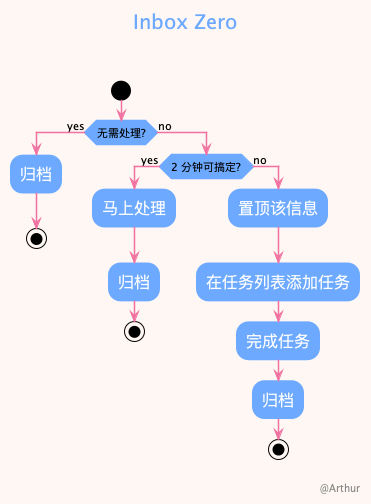 Inbox Zero
yes
无需处理?
no
归档
yes
2 分钟可搞定?
no
马上处理
归档
置顶该信息
在任务列表添加任务
完成任务
归档
@Arthur